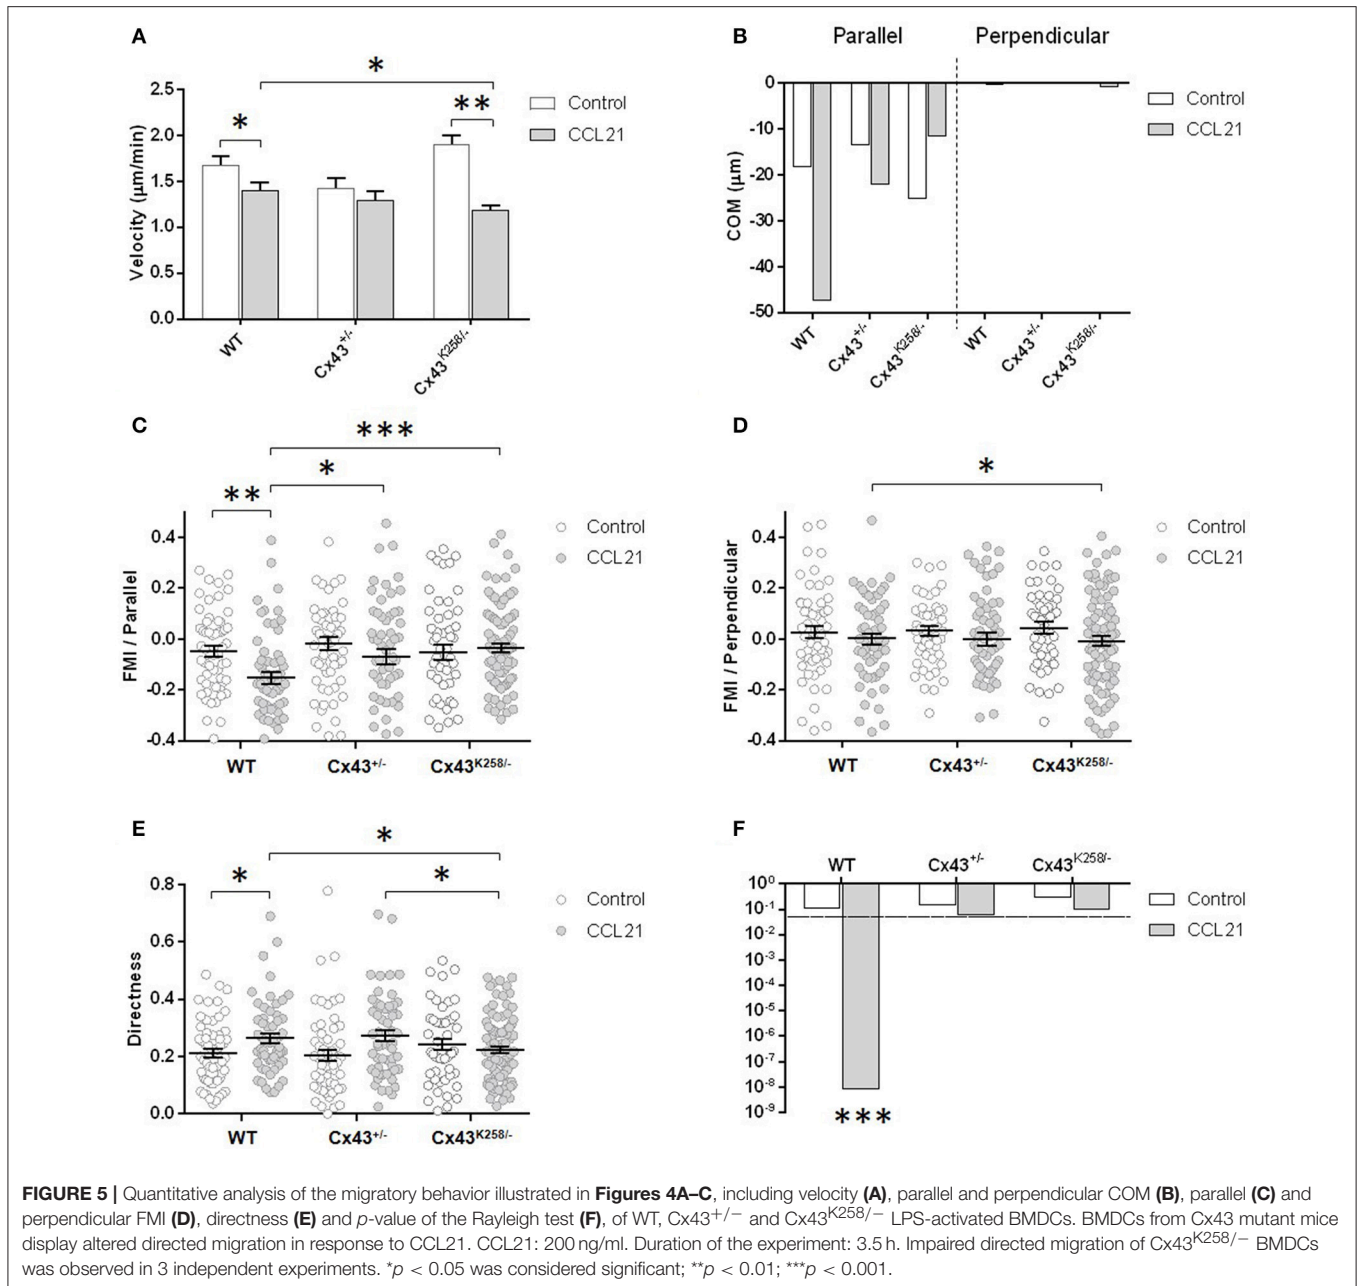 A
*
*
**
Velocity (μm/min)
2.5
2.0
1.5
1.0
0.5
0.0
WT
Cx43+/-
Cx43K258/-
Control
CCL21
B
Parallel
Perpendicular
COM (μm)
0
-10
-20
-30
-40
-50
WT
Cx43+/-
Cx43K258/-
WT
Cx43+/-
Cx43K258/-
Control
CCL21
C
***
*
**
FMI / Parallel
0.4
0.2
0.0
-0.2
-0.4
WT
Cx43+/-
Cx43K258/-
Control
CCL21
D
*
FMI / Perpendicular
0.4
0.2
0.0
-0.2
-0.4
WT
Cx43+/-
Cx43K258/-
Control
CCL21
E
*
*
*
Directness
0.8
0.6
0.4
0.2
0.0
WT
Cx43+/-
Cx43K258/-
Control
CCL21
F
WT
Cx43+/-
Cx43K258/-
10⁰
10⁻¹
10⁻²
10⁻³
10⁻⁴
10⁻⁵
10⁻⁶
10⁻⁷
10⁻⁸
10⁻⁹
***
Control
CCL21
FIGURE 5 | Quantitative analysis of the migratory behavior illustrated in Figures 4A–C, including velocity (A), parallel and perpendicular COM (B), parallel (C) and
perpendicular FMI (D), directness (E) and p-value of the Rayleigh test (F), of WT, Cx43+/− and Cx43K258/− LPS-activated BMDCs. BMDCs from Cx43 mutant mice
display altered directed migration in response to CCL21. CCL21: 200 ng/ml. Duration of the experiment: 3.5 h. Impaired directed migration of Cx43K258/− BMDCs
was observed in 3 independent experiments. *p < 0.05 was considered significant; **p < 0.01; ***p < 0.001.